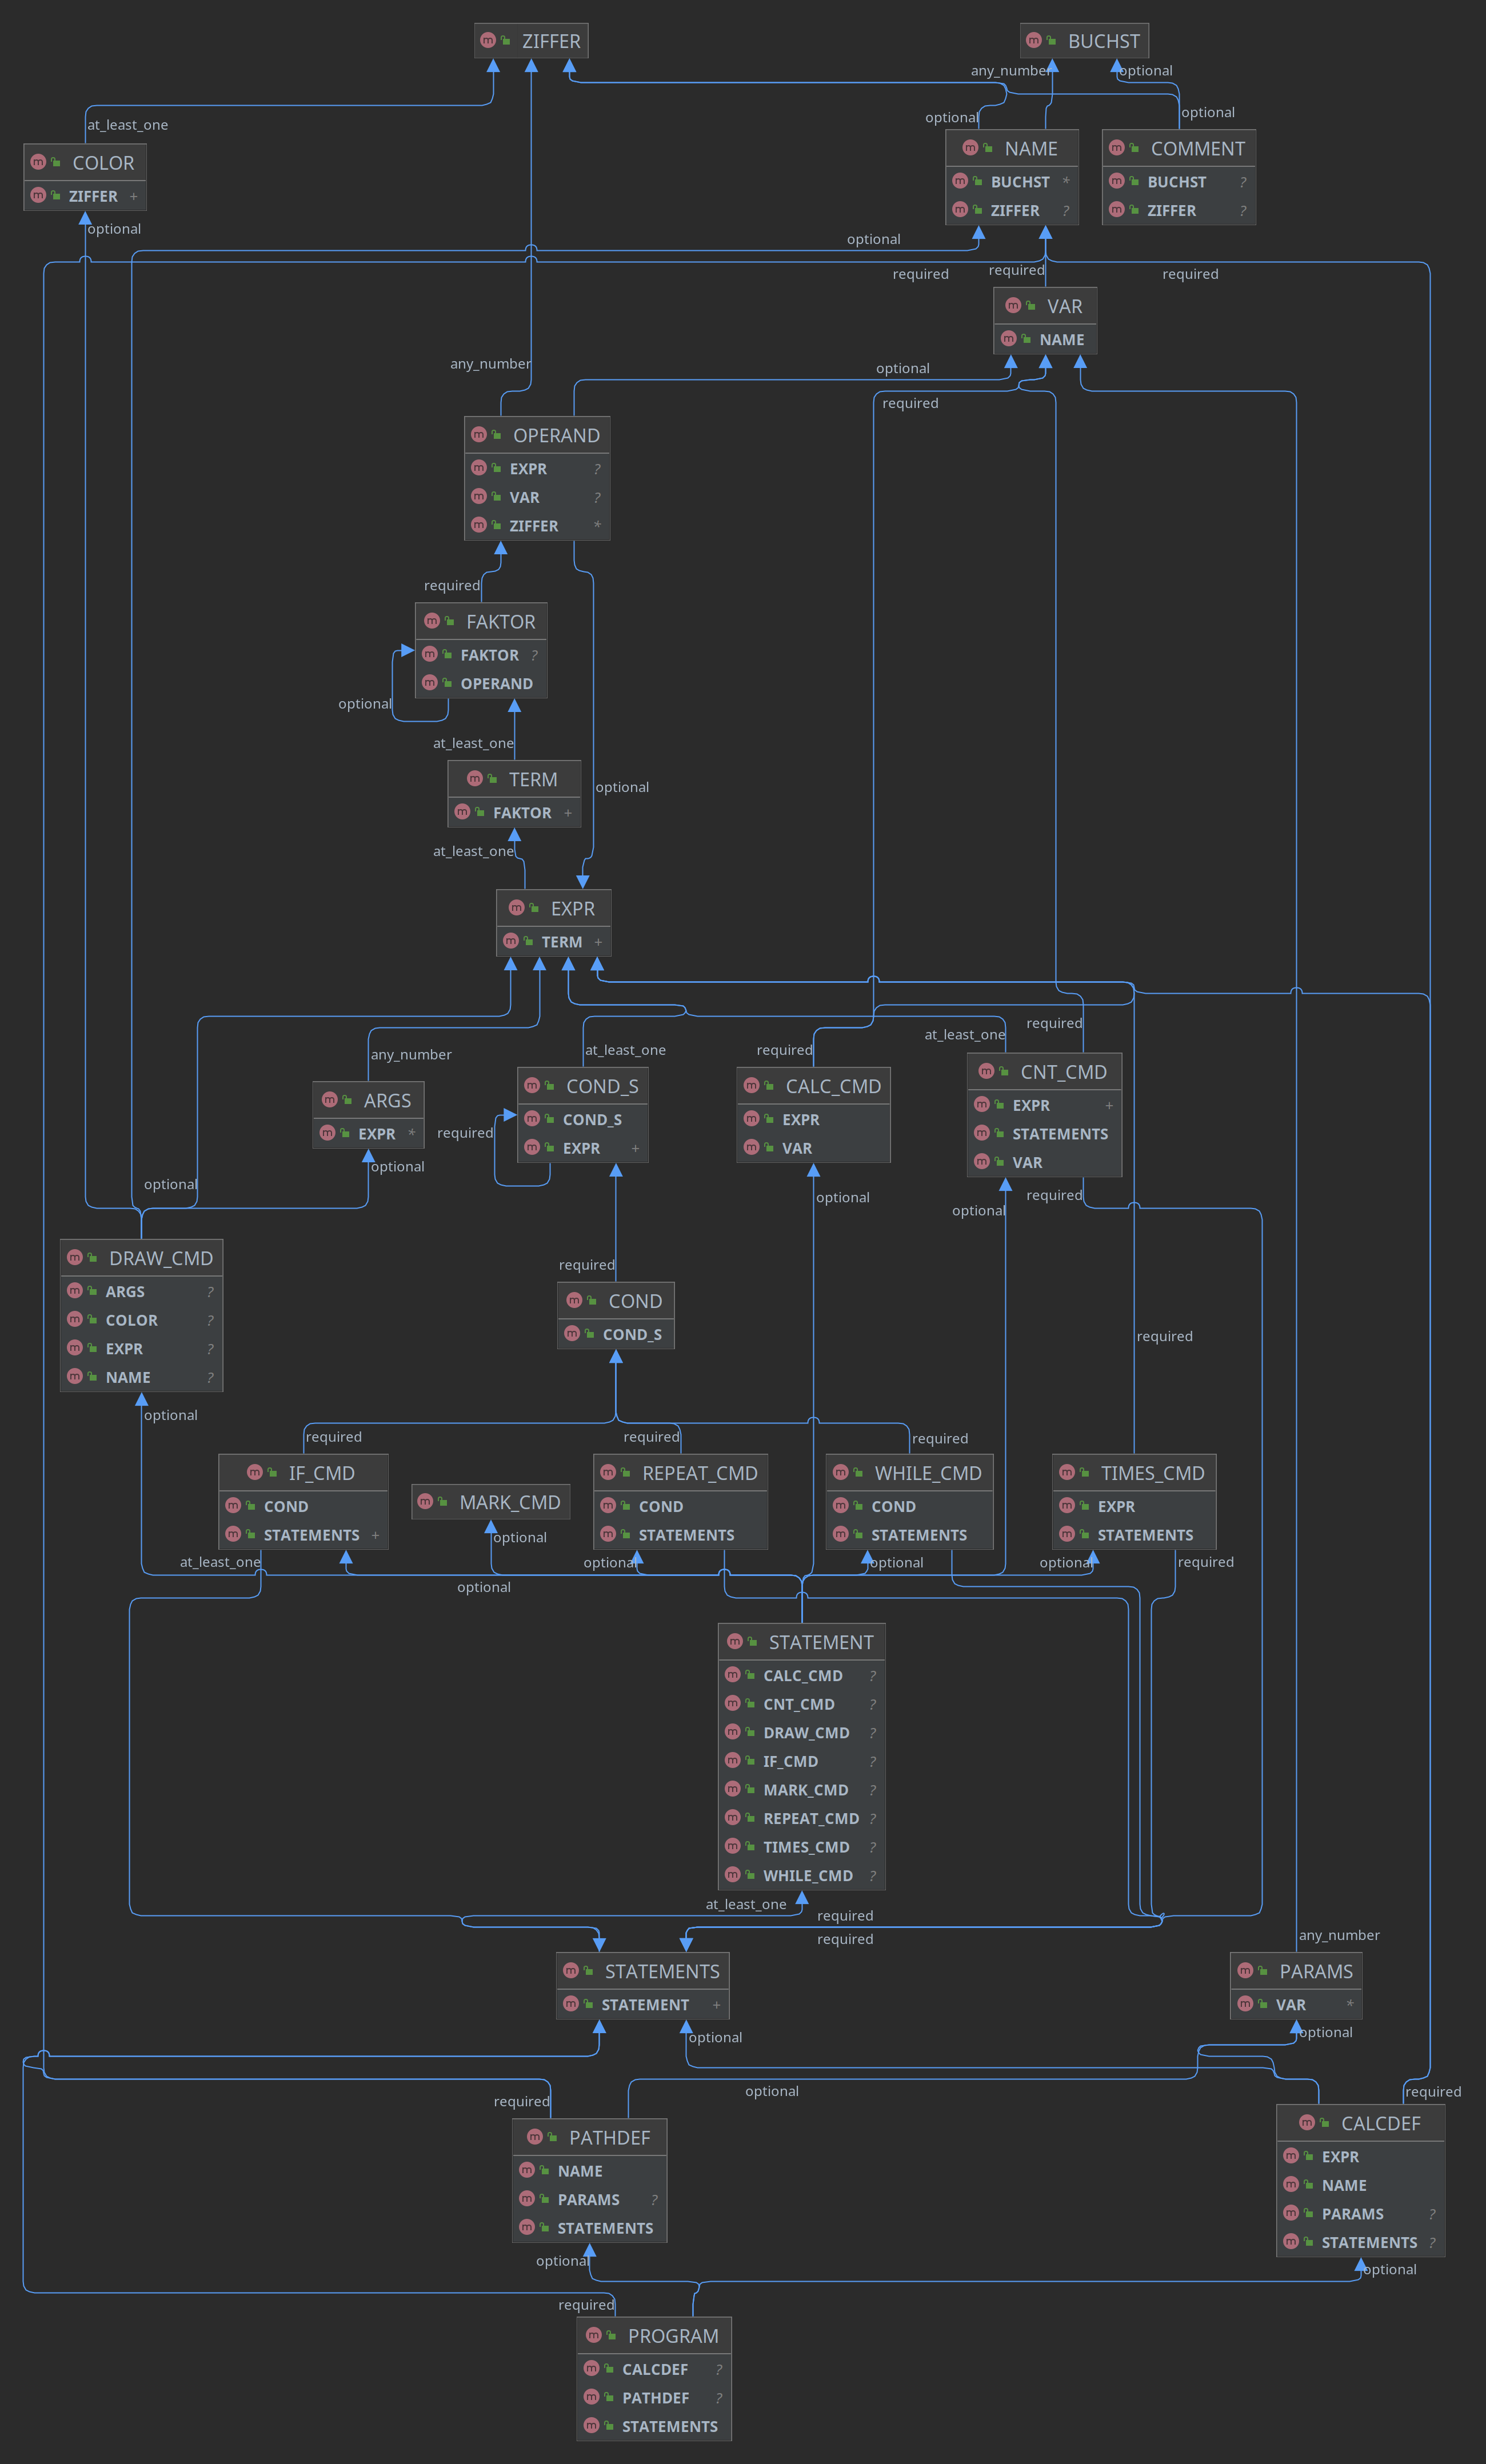 ZIFFER
BUCHST
any_number
optional
optional
optional
at_least_one
NAME
BUCHST *
ZIFFER ?
COMMENT
BUCHST ?
ZIFFER ?
COLOR
ZIFFER +
optional
optional
required
required
required
VAR
NAME
any_number
optional
required
OPERAND
EXPR ?
VAR ?
ZIFFER *
required
FAKTOR
FAKTOR ?
OPERAND
optional
at_least_one
TERM
FAKTOR +
optional
at_least_one
EXPR
TERM +
required
at_least_one
any_number
at_least_one
required
ARGS
EXPR *
COND_S
COND_S
EXPR +
required
CALC_CMD
EXPR
VAR
CNT_CMD
EXPR +
STATEMENTS
VAR
optional
optional
optional
required
optional
DRAW_CMD
ARGS ?
COLOR ?
EXPR ?
NAME ?
required
COND
COND_S
required
optional
required
required
required
IF_CMD
COND
STATEMENTS +
MARK_CMD
REPEAT_CMD
COND
STATEMENTS
WHILE_CMD
COND
STATEMENTS
TIMES_CMD
EXPR
STATEMENTS
at_least_one
optional
optional
optional
optional
required
optional
STATEMENT
CALC_CMD ?
CNT_CMD ?
DRAW_CMD ?
IF_CMD ?
MARK_CMD ?
REPEAT_CMD ?
TIMES_CMD ?
WHILE_CMD ?
at_least_one
required
required
any_number
STATEMENTS
STATEMENT +
PARAMS
VAR *
optional
optional
required
optional
required
PATHDEF
NAME
PARAMS ?
STATEMENTS
CALCDEF
EXPR
NAME
PARAMS ?
STATEMENTS ?
optional
optional
required
PROGRAM
CALCDEF ?
PATHDEF ?
STATEMENTS